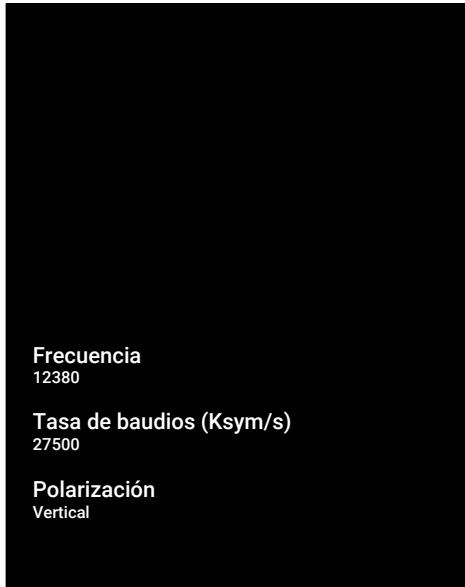 Frecuencia
12380
Tasa de baudios (Ksym/s)
27500
Polarización
Vertical